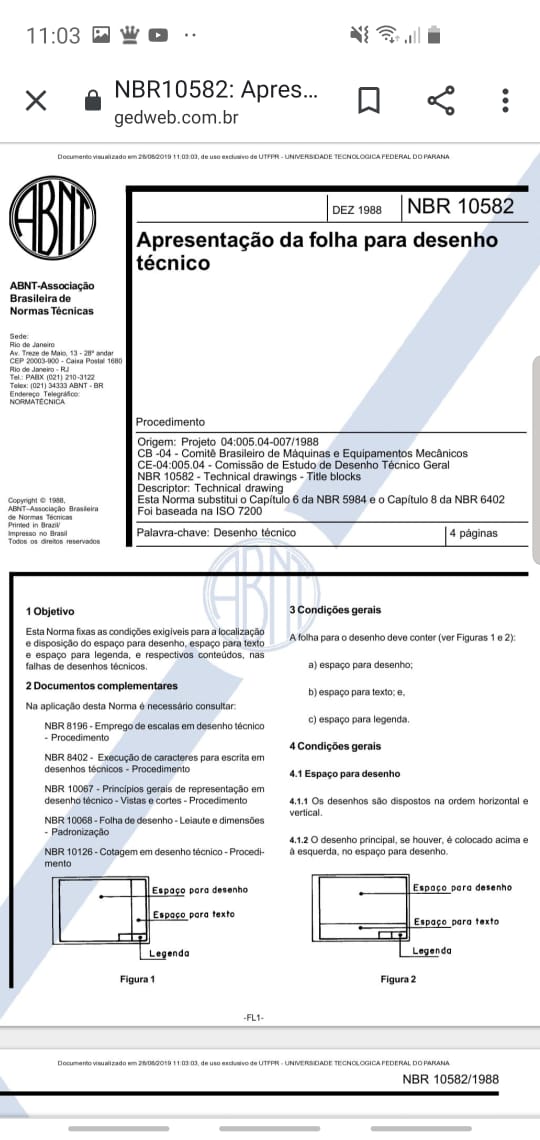 11:03
NBR10582: Apres...
gedweb.com.br
Documento visualizado em 28/08/2019 11:03:03, de uso exclusivo de UTFPR - UNIVERSIDADE TECNOLOGICA FEDERAL DO PARANA
ABNT
DEZ 1988
NBR 10582
Apresentação da folha para desenho
técnico
ABNT-Associação
Brasileira de
Normas Técnicas
Sede:
Rio de Janeiro
Av. Treze de Maio, 13 - 28º andar
CEP 20003-900 - Caixa Postal 1680
Rio de Janeiro - RJ
Tel.: PABX (021) 210-3122
Telex: (021) 34333 ABNT - BR
Endereço Telegráfico:
NORMATÉCNICA
Procedimento
Origem: Projeto 04:005.04-007/1988
CB -04 - Comitê Brasileiro de Máquinas e Equipamentos Mecânicos
CE-04:005.04 - Comissão de Estudo de Desenho Técnico Geral
NBR 10582 - Technical drawings - Title blocks
Descriptor: Technical drawing
Esta Norma substitui o Capítulo 6 da NBR 5984 e o Capítulo 8 da NBR 6402
Foi baseada na ISO 7200
Copyright © 1988,
ABNT–Associação Brasileira
de Normas Técnicas
Printed in Brazil/
Impresso no Brasil
Todos os direitos reservados
Palavra-chave: Desenho técnico
4 páginas
ABNT
1 Objetivo
Esta Norma fixas as condições exigíveis para a localização
e disposição do espaço para desenho, espaço para texto
e espaço para legenda, e respectivos conteúdos, nas
falhas de desenhos técnicos.
2 Documentos complementares
Na aplicação desta Norma é necessário consultar:
NBR 8196 - Emprego de escalas em desenho técnico
- Procedimento
NBR 8402 - Execução de caracteres para escrita em
desenhos técnicos - Procedimento
NBR 10067 - Princípios gerais de representação em
desenho técnico - Vistas e cortes - Procedimento
NBR 10068 - Folha de desenho - Leiaute e dimensões
- Padronização
NBR 10126 - Cotagem em desenho técnico - Procedi-
mento
3 Condições gerais
A folha para o desenho deve conter (ver Figuras 1 e 2):
a) espaço para desenho;
b) espaço para texto; e,
c) espaço para legenda.
4 Condições gerais
4.1 Espaço para desenho
4.1.1 Os desenhos são dispostos na ordem horizontal e
vertical.
4.1.2 O desenho principal, se houver, é colocado acima e
à esquerda, no espaço para desenho.
Espaço para desenho
Espaço para texto
Legenda
Figura 1
Espaço para desenho
Espaço para texto
Legenda
Figura 2
-FL1-
Documento visualizado em 28/08/2019 11:03:03, de uso exclusivo de UTFPR - UNIVERSIDADE TECNOLOGICA FEDERAL DO PARANA
NBR 10582/1988